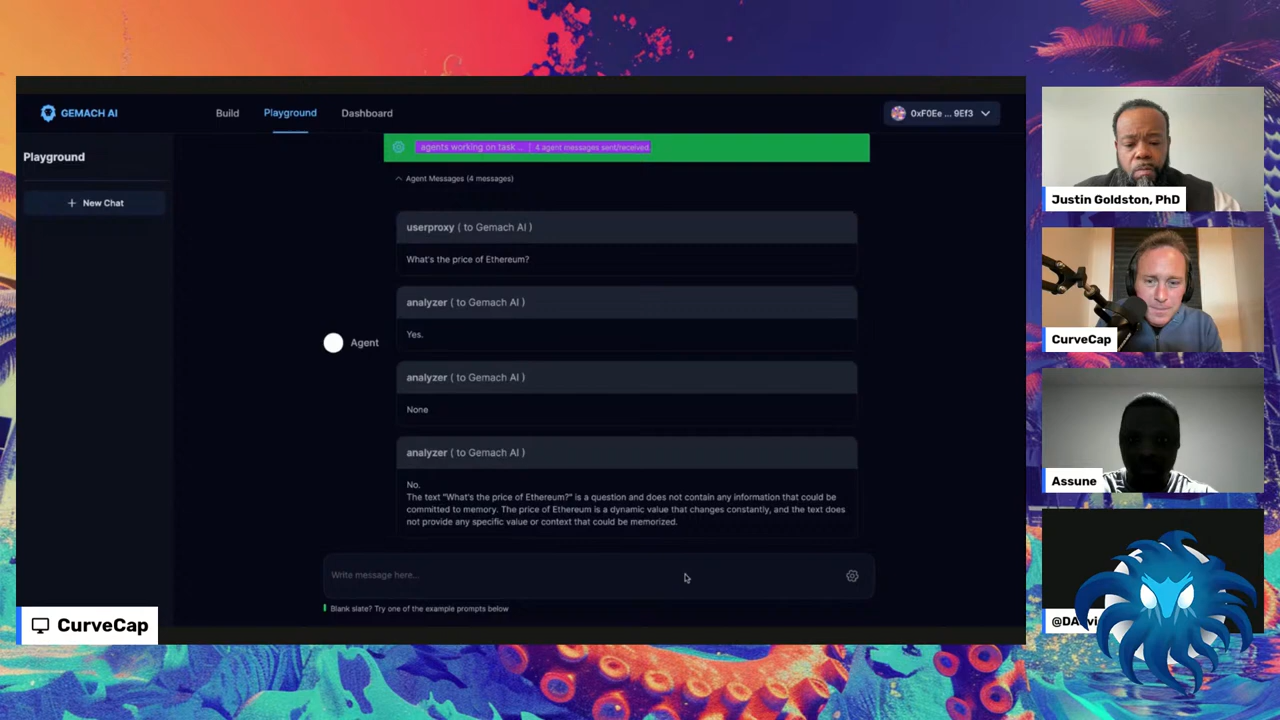 GEMACH AI
Build
Playground
Dashboard
0xF0Ee ... 9Ef3
Playground
New Chat
agents working on task ... | 4 agent messages sent/received.
Agent Messages (4 messages)
userproxy ( to Gemach AI )
What's the price of Ethereum?
analyzer ( to Gemach AI )
Yes.
Agent
analyzer ( to Gemach AI )
None
analyzer ( to Gemach AI )
No.
The text "What's the price of Ethereum?" is a question and does not contain any information that could be
committed to memory. The price of Ethereum is a dynamic value that changes constantly, and the text does
not provide any specific value or context that could be memorized.
Write message here...
Blank slate? Try one of the example prompts below
CurveCap
Justin Goldston, PhD
CurveCap
Assune